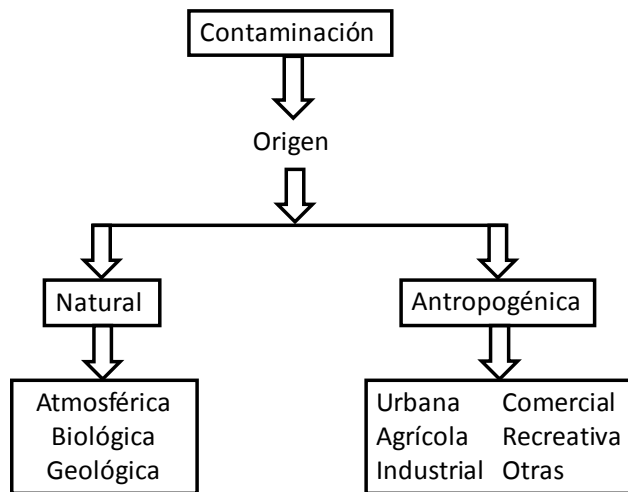 Contaminación
Origen
Natural
Antropogénica
Atmosférica
Biológica
Geológica
Urbana Comercial
Agrícola Recreativa
Industrial Otras